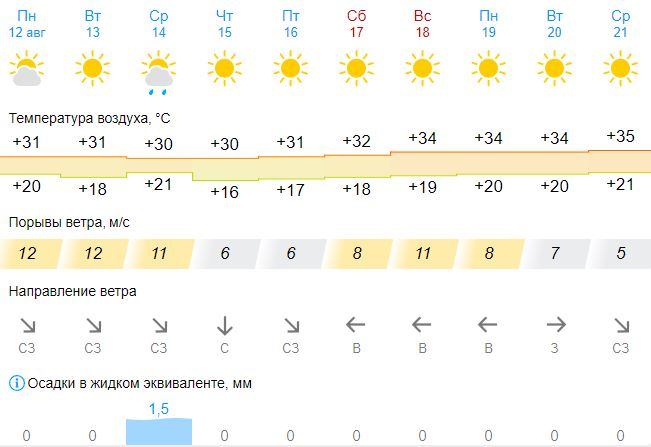 Пн Вт Ср Чт Пт Сб Вс Пн Вт Ср
12 авг 13 14 15 16 17 18 19 20 21
Температура воздуха, °C
+31 +31 +30 +30 +31 +32 +34 +34 +34 +35
+20 +18 +21 +16 +17 +18 +19 +20 +20 +21
Порывы ветра, м/с
12 12 11 6 6 8 11 8 7 5
Направление ветра
СЗ СЗ СЗ С СЗ В В В З СЗ
Осадки в жидком эквиваленте, мм
0 0 1,5 0 0 0 0 0 0 0